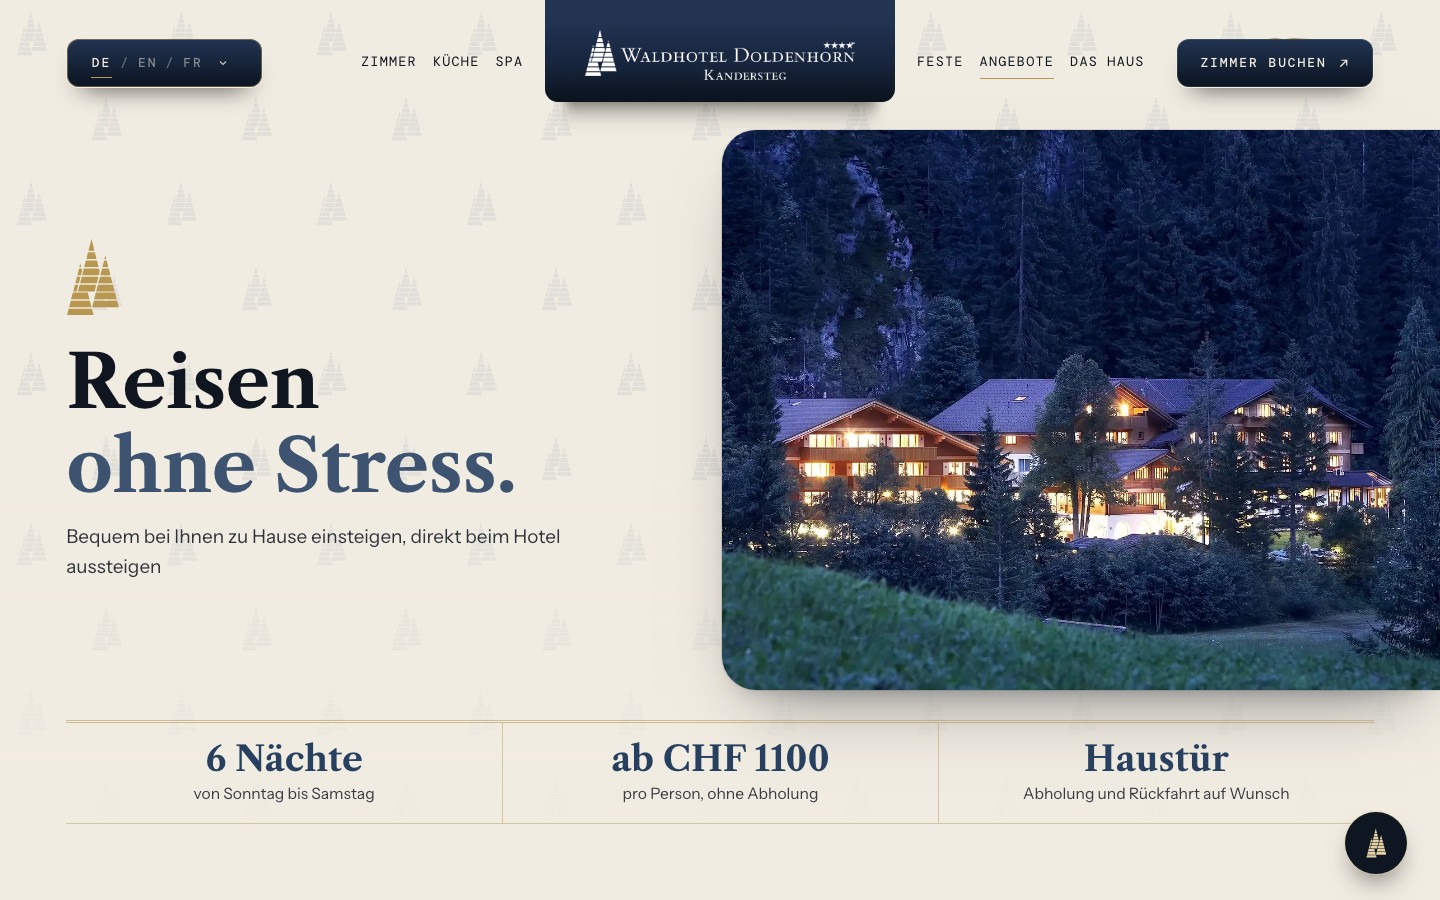 DE / EN / FR
ZIMMER KÜCHE SPA
WALDHOTEL DOLDENHORN
KANDERSTEG
FESTE ANGEBOTE DAS HAUS
ZIMMER BUCHEN
Reisen
ohne Stress.
Bequem bei Ihnen zu Hause einsteigen, direkt beim Hotel
aussteigen
6 Nächte
von Sonntag bis Samstag
ab CHF 1100
pro Person, ohne Abholung
Haustür
Abholung und Rückfahrt auf Wunsch